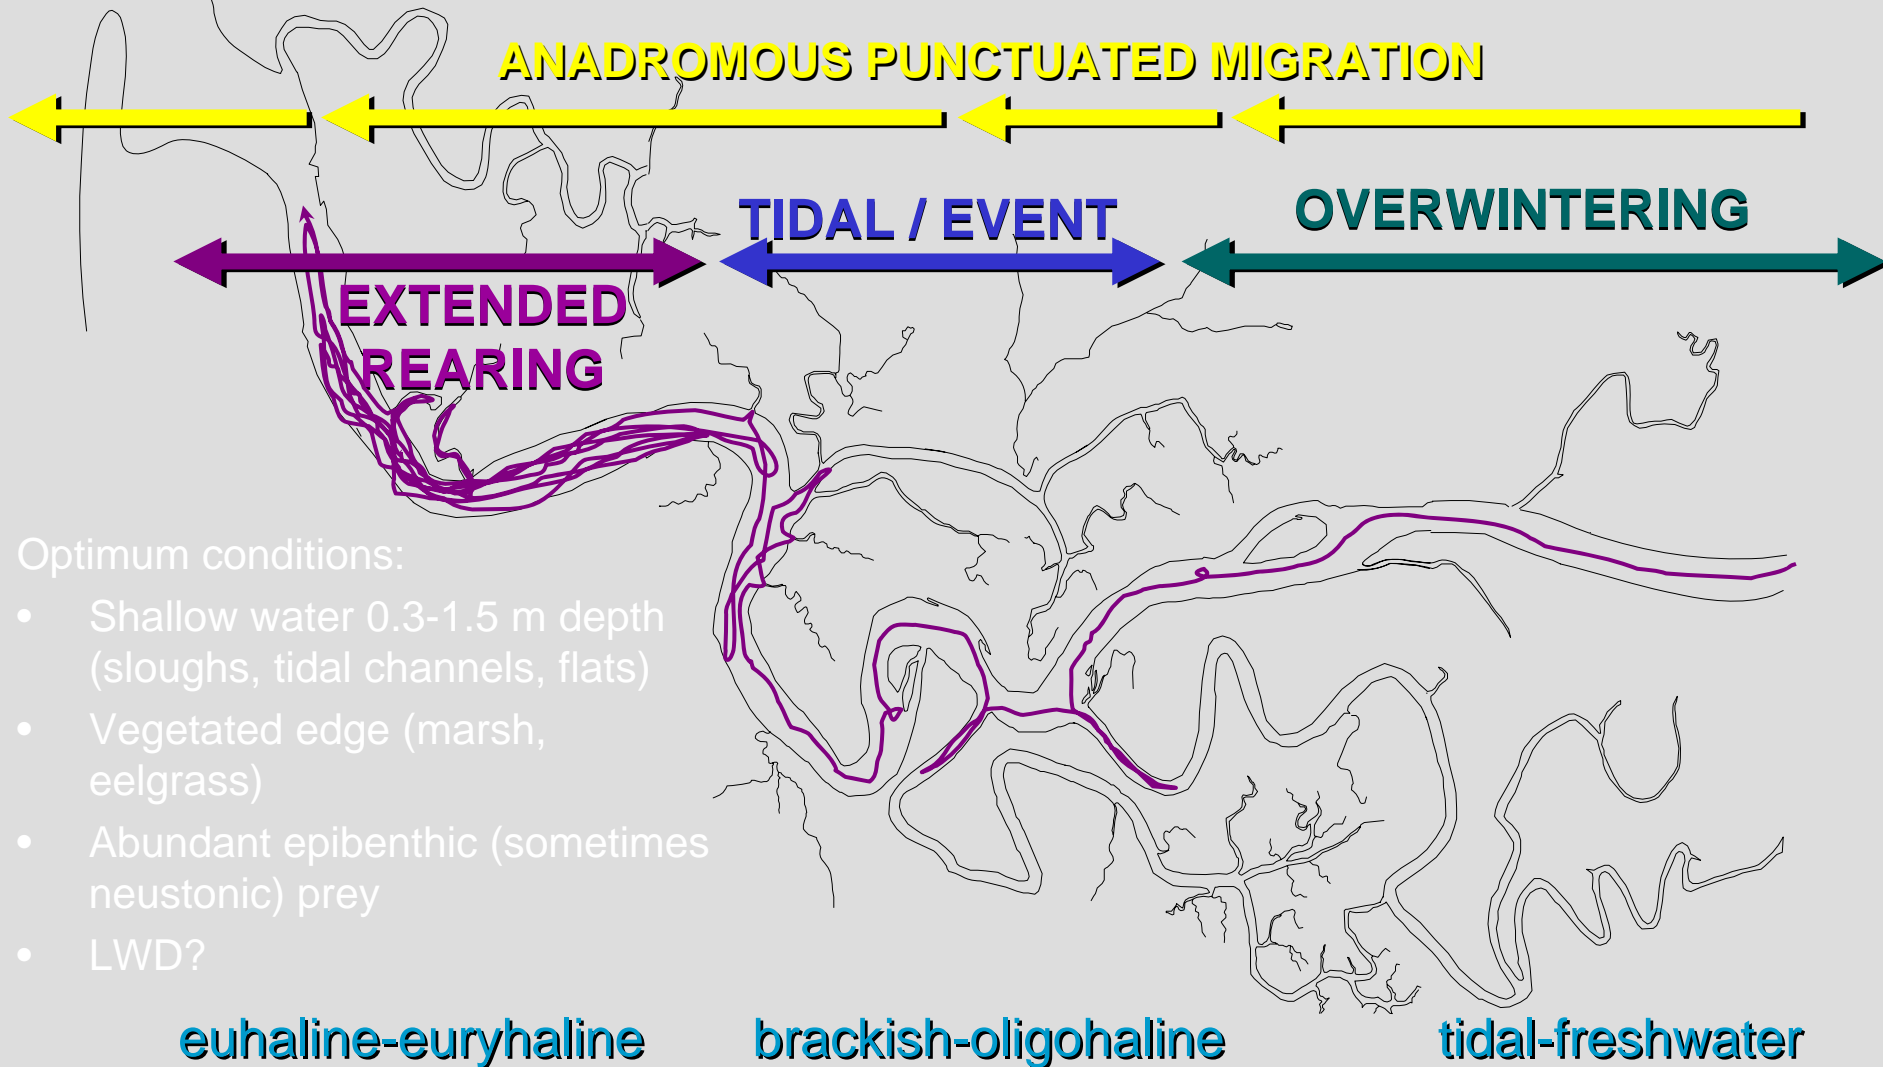 ANADROMOUS PUNCTUATED MIGRATION
TIDAL / EVENT
OVERWINTERING
EXTENDED
REARING
Optimum conditions:
• Shallow water 0.3-1.5 m depth
(sloughs, tidal channels, flats)
• Vegetated edge (marsh,
eelgrass)
• Abundant epibenthic (sometimes
neustonic) prey
• LWD?
euhaline-euryhaline
brackish-oligohaline
tidal-freshwater